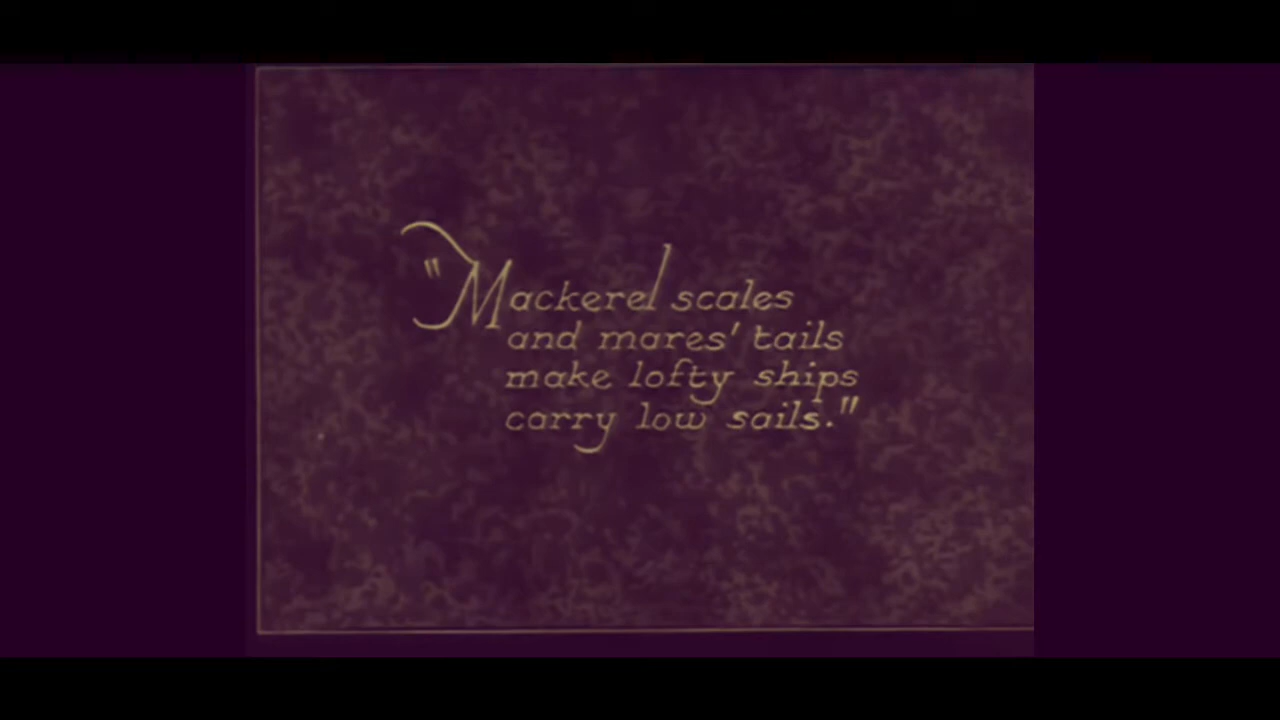 "Mackerel scales
and mares' tails
make lofty ships
carry low sails."